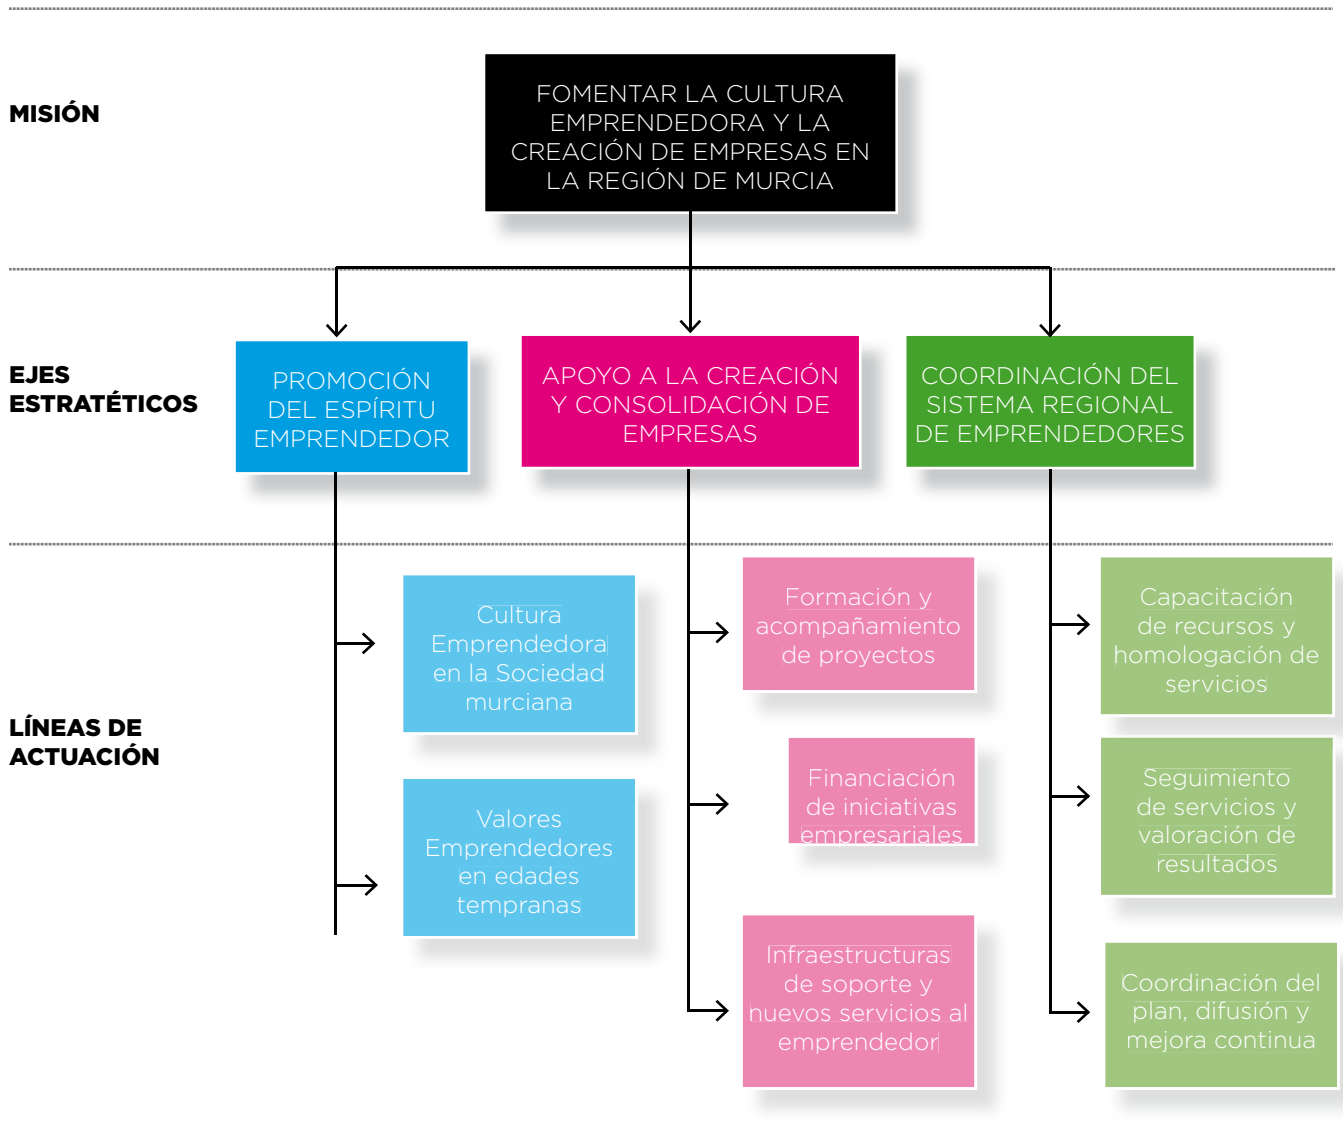 MISIÓN
FOMENTAR LA CULTURA
EMPRENDEDORA Y LA
CREACIÓN DE EMPRESAS EN
LA REGIÓN DE MURCIA
EJES
ESTRATÉTICOS
PROMOCIÓN
DEL ESPÍRITU
EMPRENDEDOR
APOYO A LA CREACIÓN
Y CONSOLIDACIÓN DE
EMPRESAS
COORDINACIÓN DEL
SISTEMA REGIONAL
DE EMPRENDEDORES
LÍNEAS DE
ACTUACIÓN
Cultura
Emprendedora
en la Sociedad
murciana
Valores
Emprendedores
en edades
tempranas
Formación y
acompañamiento
de proyectos
Financiación
de iniciativas
empresariales
Infraestructuras
de soporte y
nuevos servicios al
emprendedor
Capacitación
de recursos y
homologación de
servicios
Seguimiento
de servicios y
valoración de
resultados
Coordinación del
plan, difusión y
mejora continua